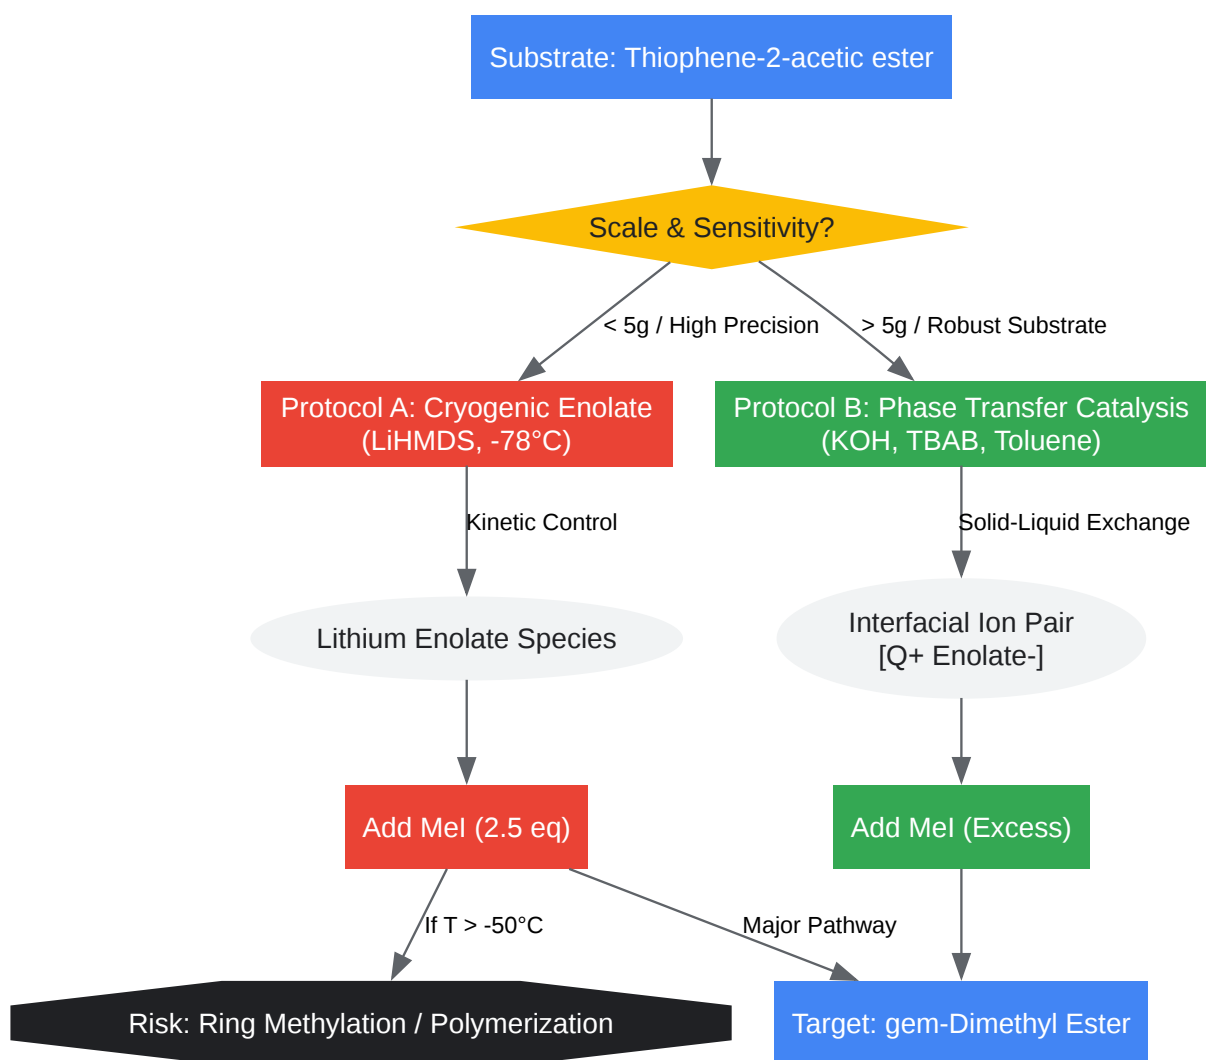 Substrate: Thiophene-2-acetic ester
Scale & Sensitivity?
< 5g / High Precision
> 5g / Robust Substrate
Protocol A: Cryogenic Enolate
(LiHMDS, -78°C)
Protocol B: Phase Transfer Catalysis
(KOH, TBAB, Toluene)
Kinetic Control
Solid-Liquid Exchange
Lithium Enolate Species
Interfacial Ion Pair
[Q+ Enolate-]
Add MeI (2.5 eq)
Add MeI (Excess)
If T > -50°C
Major Pathway
Risk: Ring Methylation / Polymerization
Target: gem-Dimethyl Ester